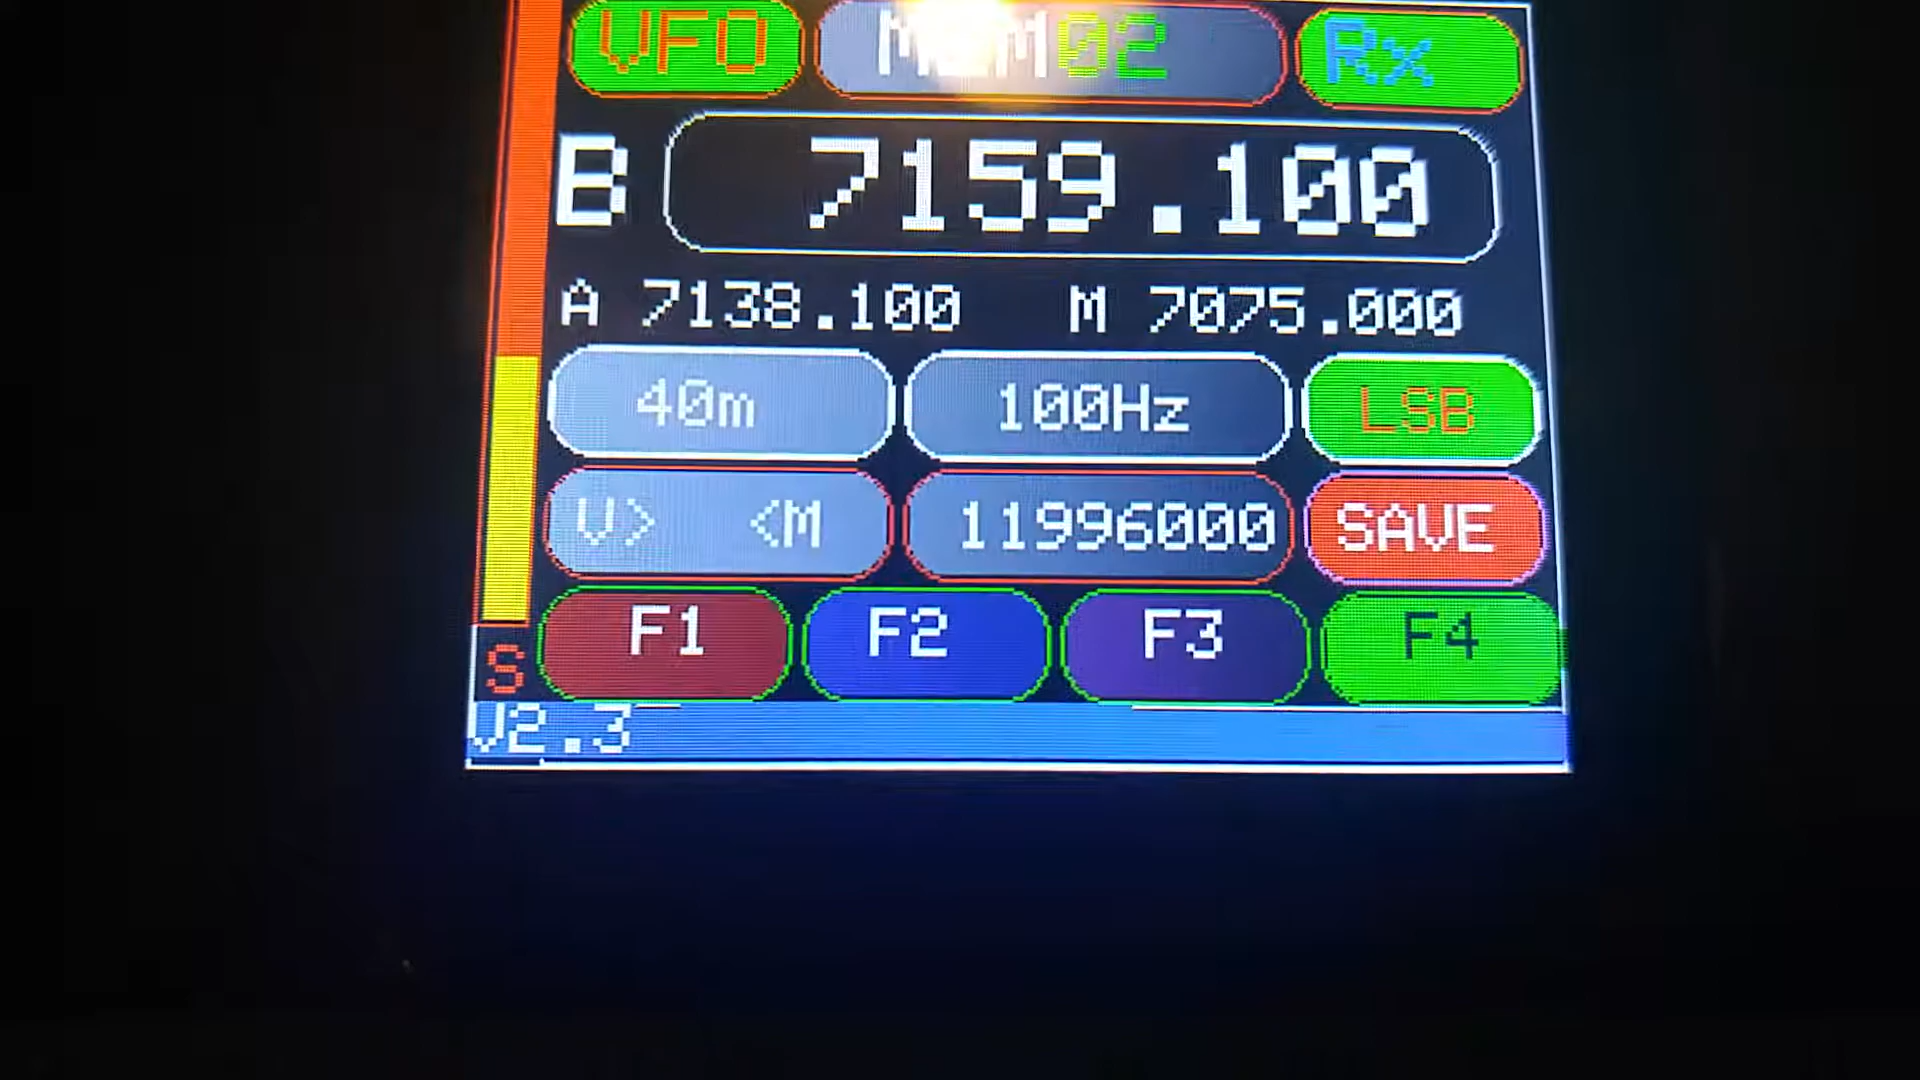 VFO MEM02 Rx
B 7159.100
A 7138.100 M 7075.000
40m 100Hz LSB
V> <M 11996000 SAVE
F1 F2 F3 F4
S
V2.3